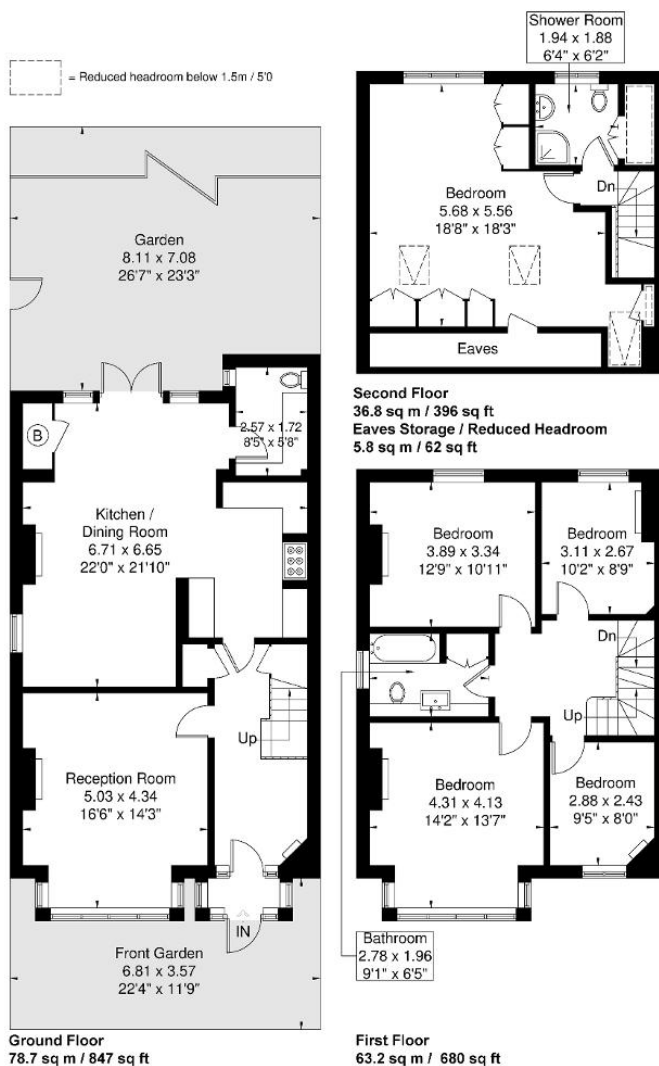 = Reduced headroom below 1.5m / 5'0
Shower Room
1.94 x 1.88
6'4" x 6'2"
Bedroom
5.68 x 5.56
18'8" x 18'3"
Dn
Eaves
Second Floor
36.8 sq m / 396 sq ft
Eaves Storage / Reduced Headroom
5.8 sq m / 62 sq ft
Garden
8.11 x 7.08
26'7" x 23'3"
B
2.57 x 1.72
8'5" x 5'8"
Kitchen /
Dining Room
6.71 x 6.65
22'0" x 21'10"
Up
Reception Room
5.03 x 4.34
16'6" x 14'3"
IN
Front Garden
6.81 x 3.57
22'4" x 11'9"
Ground Floor
78.7 sq m / 847 sq ft
Bedroom
3.89 x 3.34
12'9" x 10'11"
Bedroom
3.11 x 2.67
10'2" x 8'9"
Dn
Up
Bedroom
4.31 x 4.13
14'2" x 13'7"
Bedroom
2.88 x 2.43
9'5" x 8'0"
Bathroom
2.78 x 1.96
9'1" x 6'5"
First Floor
63.2 sq m / 680 sq ft